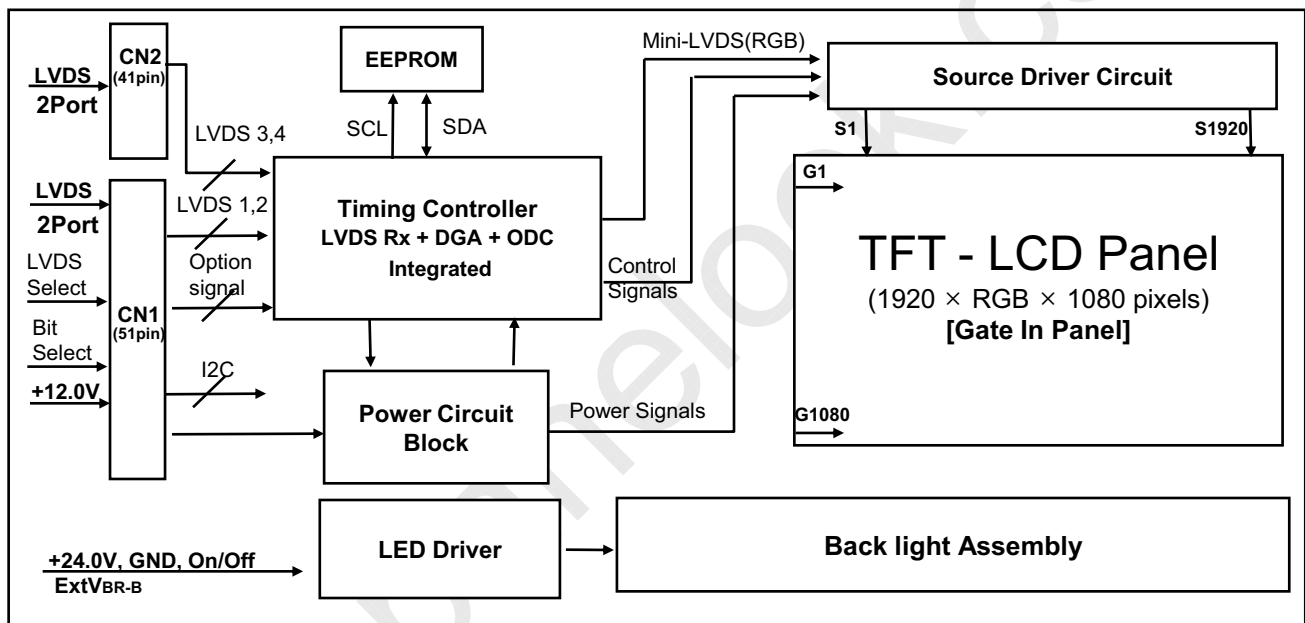 CN2
(41pin)
LVDS
2Port
EEPROM
SCL
SDA
Mini-LVDS(RGB)
Source Driver Circuit
S1
S1920
LVDS 3,4
LVDS
2Port
LVDS 1,2
LVDS
Select
Option
signal
CN1
(51pin)
Bit
Select
+12.0V
I2C
Timing Controller
LVDS Rx + DGA + ODC
Integrated
Control
Signals
G1
TFT - LCD Panel
(1920 × RGB × 1080 pixels)
[Gate In Panel]
G1080
Power Circuit
Block
Power Signals
LED Driver
Back light Assembly
+24.0V, GND, On/Off
ExtVBR-B